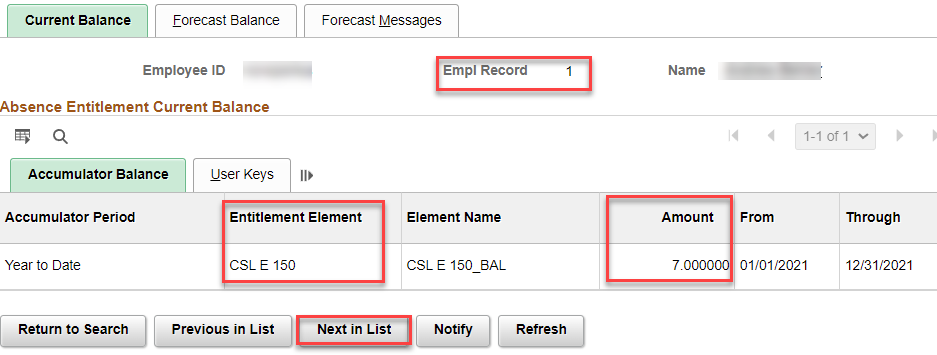 Current Balance Forecast Balance Forecast Messages
Employee ID Empl Record 1 Name
Absence Entitlement Current Balance
1-1 of 1
Accumulator Balance User Keys
Accumulator Period Entitlement Element Element Name Amount From Through
Year to Date CSL E 150 CSL E 150_BAL 7.000000 01/01/2021 12/31/2021
Return to Search Previous in List Next in List Notify Refresh